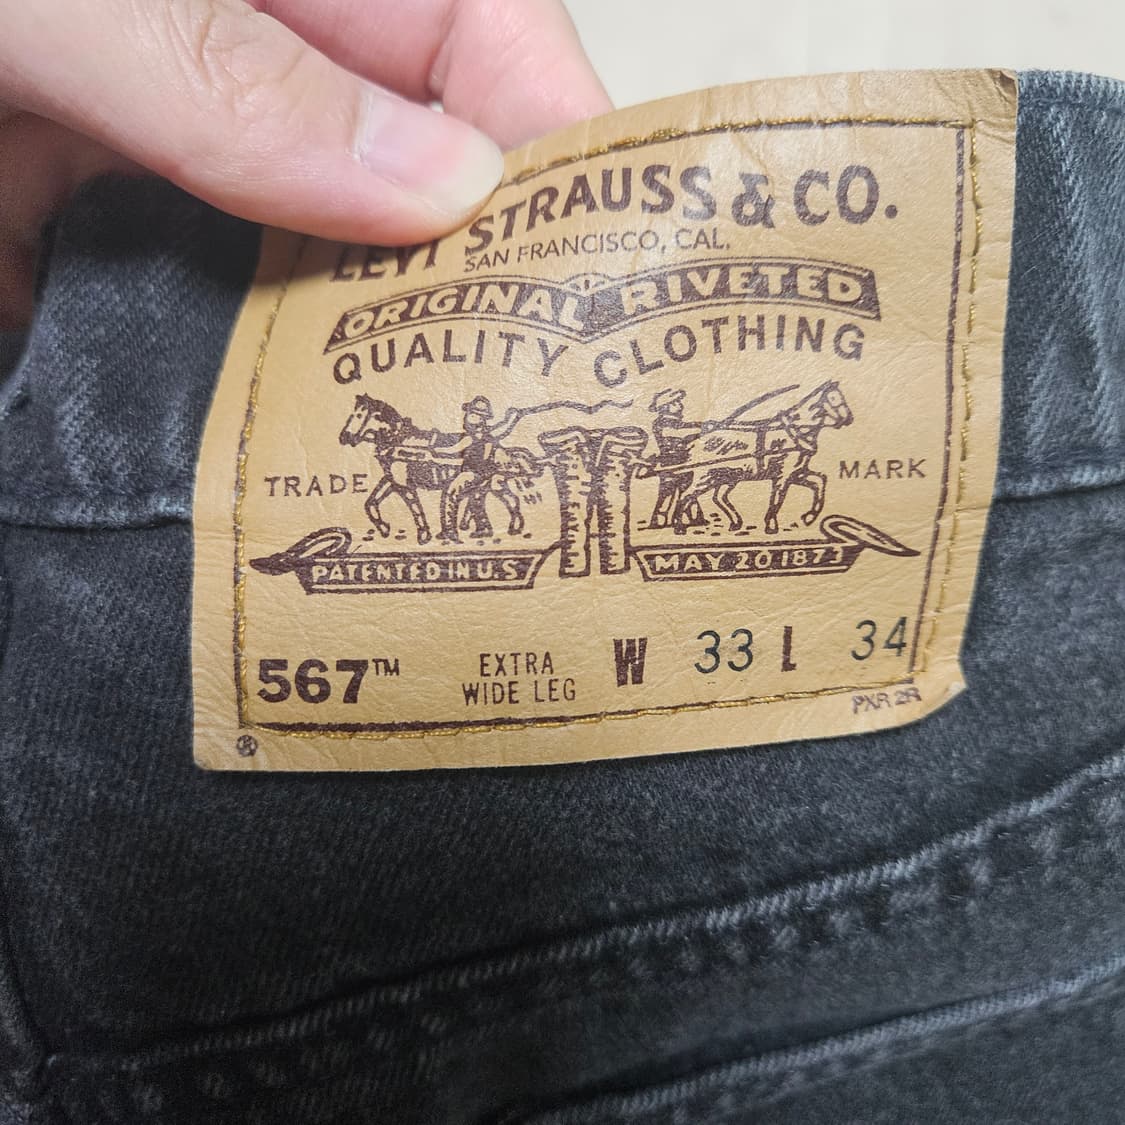 LEVI STRAUSS & CO.
SAN FRANCISCO, CAL.
ORIGINAL RIVETED
QUALITY CLOTHING
TRADE MARK
PATENTED IN U.S. MAY 20 1873
567™ EXTRA WIDE LEG W 33 L 34
PXR 2R
®